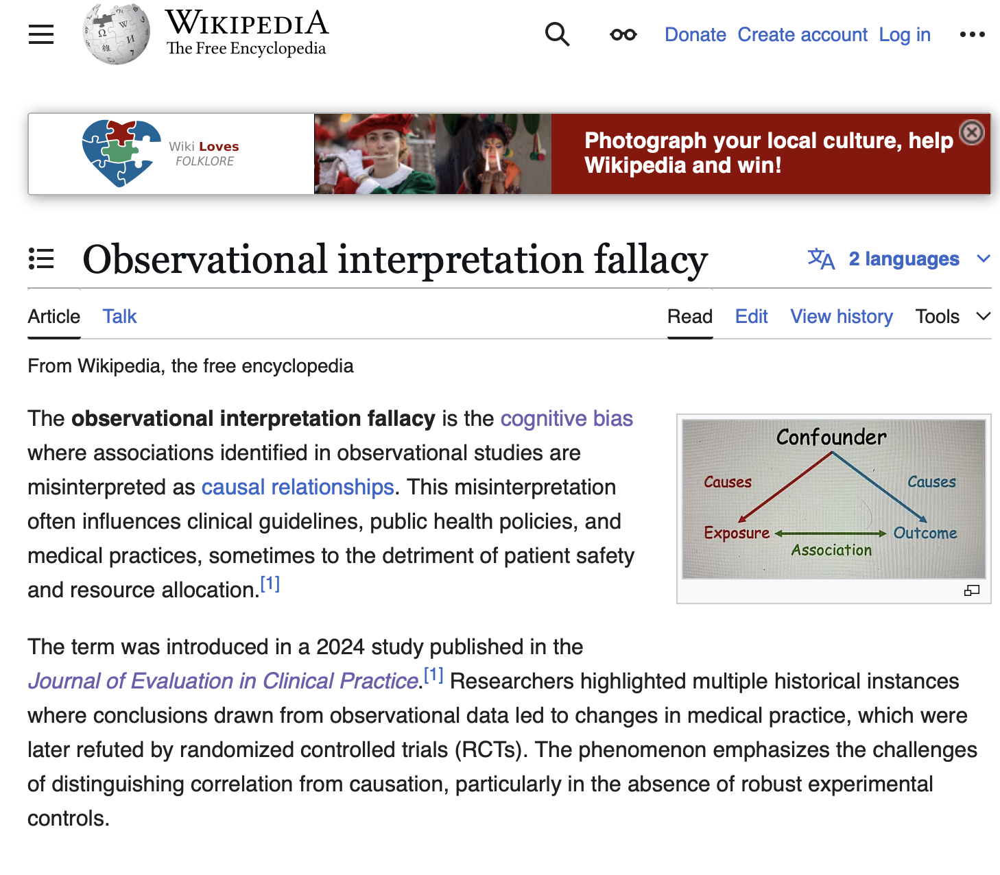 WIKIPEDIA
The Free Encyclopedia
Donate Create account Log in
Wiki Loves
FOLKLORE
Photograph your local culture, help
Wikipedia and win!
Observational interpretation fallacy
2 languages
Article Talk Read Edit View history Tools
From Wikipedia, the free encyclopedia
The observational interpretation fallacy is the cognitive bias
where associations identified in observational studies are
misinterpreted as causal relationships. This misinterpretation
often influences clinical guidelines, public health policies, and
medical practices, sometimes to the detriment of patient safety
and resource allocation.[1]
Confounder
Causes Causes
Exposure Outcome
Association
The term was introduced in a 2024 study published in the
Journal of Evaluation in Clinical Practice.[1] Researchers highlighted multiple historical instances
where conclusions drawn from observational data led to changes in medical practice, which were
later refuted by randomized controlled trials (RCTs). The phenomenon emphasizes the challenges
of distinguishing correlation from causation, particularly in the absence of robust experimental
controls.